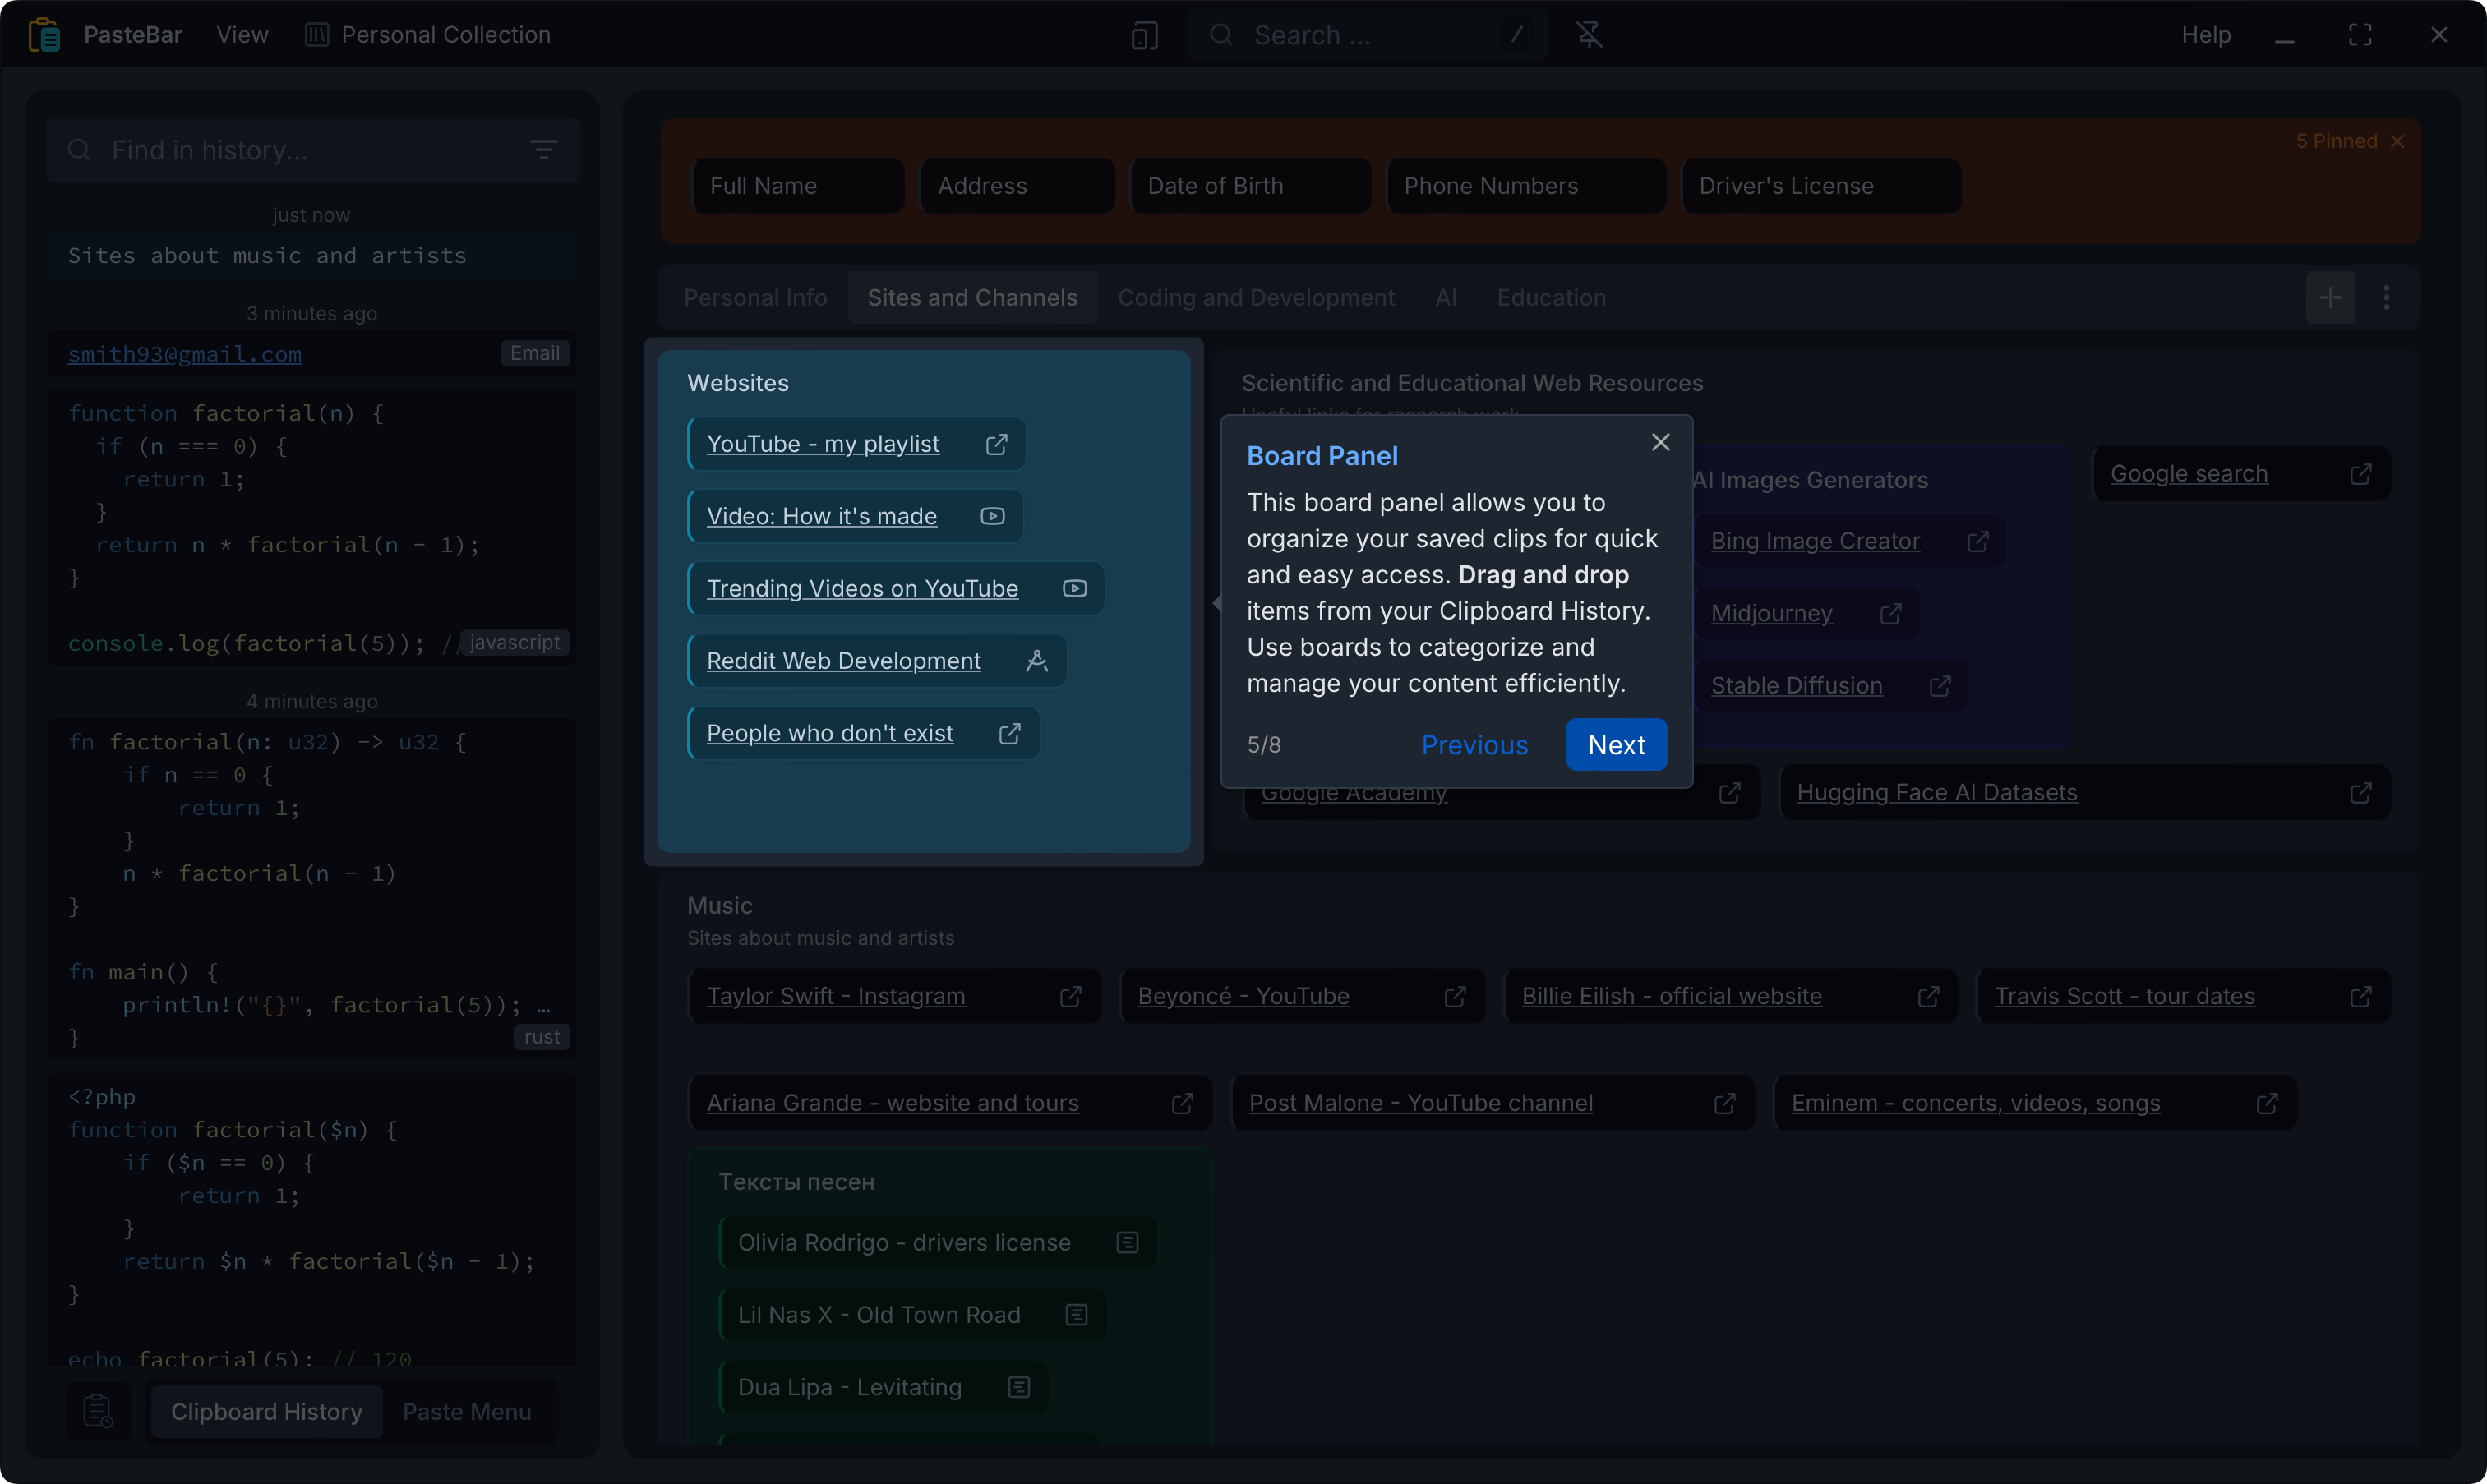 PasteBar View Personal Collection Search ... / Help
Find in history...
just now
Sites about music and artists
3 minutes ago
smith93@gmail.com Email
function factorial(n) {
if (n === 0) {
return 1;
}
return n * factorial(n - 1);
}
console.log(factorial(5)); // javascript
4 minutes ago
fn factorial(n: u32) -> u32 {
if n == 0 {
return 1;
}
n * factorial(n - 1)
}
fn main() {
println!("{}", factorial(5)); …
}
rust
<?php
function factorial($n) {
if ($n == 0) {
return 1;
}
return $n * factorial($n - 1);
}
echo factorial(5); // 120
Clipboard History Paste Menu
5 Pinned
Full Name Address Date of Birth Phone Numbers Driver's License
Personal Info Sites and Channels Coding and Development AI Education
Websites
YouTube - my playlist
Video: How it's made
Trending Videos on YouTube
Reddit Web Development
People who don't exist
Scientific and Educational Web Resources
Useful links for research work
Board Panel
This board panel allows you to
organize your saved clips for quick
and easy access. Drag and drop
items from your Clipboard History.
Use boards to categorize and
manage your content efficiently.
5/8 Previous Next
AI Images Generators
Bing Image Creator
Midjourney
Stable Diffusion
Google search
Google Academy Hugging Face AI Datasets
Music
Sites about music and artists
Taylor Swift - Instagram Beyoncé - YouTube Billie Eilish - official website Travis Scott - tour dates
Ariana Grande - website and tours Post Malone - YouTube channel Eminem - concerts, videos, songs
Тексты песен
Olivia Rodrigo - drivers license
Lil Nas X - Old Town Road
Dua Lipa - Levitating